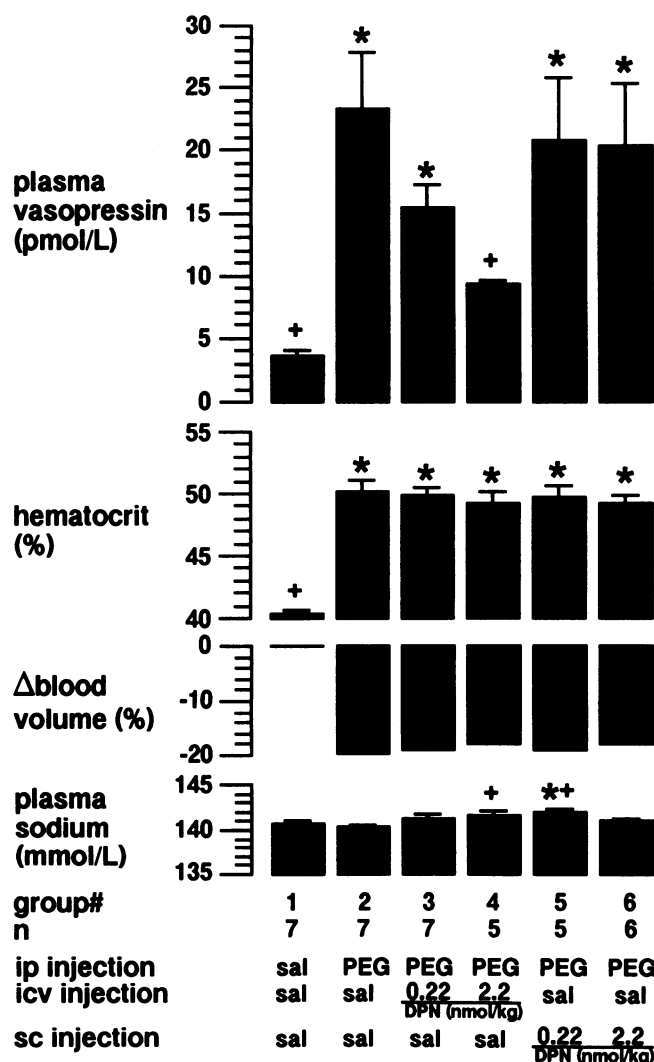 30
25
20
15
10
5
0
plasma
vasopressin
(pmol/L)
* * * + * *
+
55
50
45
40
hematocrit
(%)
+ * * * * *
0
-10
-20
Δblood
volume (%)
145
140
135
plasma
sodium
(mmol/L)
+ *+
group# 1 2 3 4 5 6
n 7 7 7 5 5 6
ip injection sal PEG PEG PEG PEG PEG
icv injection sal sal 0.22 2.2 sal sal
DPN (nmol/kg)
sc injection sal sal sal sal 0.22 2.2
DPN (nmol/kg)